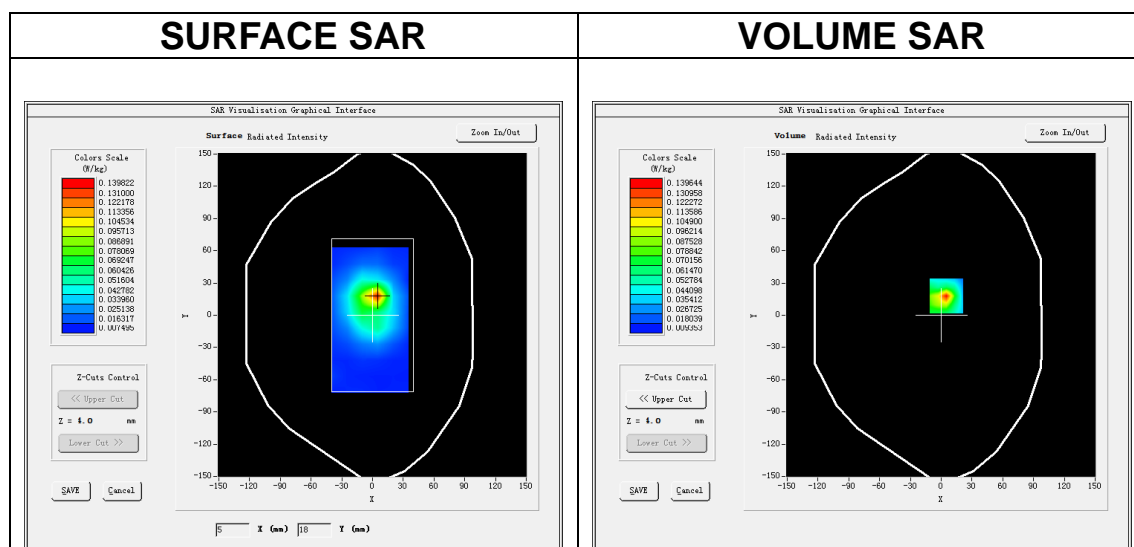 SURFACE SAR
VOLUME SAR
SAR Visualisation Graphical Interface
Surface Radiated Intensity
Zoom In/Out
Colors Scale
(W/kg)
0.139822
0.131000
0.122178
0.113356
0.104534
0.095713
0.086891
0.078069
0.069247
0.060426
0.051604
0.042782
0.033960
0.025138
0.016317
0.007495
150
120
90
60
30
0
-30
-60
-90
-120
-150
Y
-150 -120 -90 -60 -30 0 30 60 90 120 150
X
Z-Cuts Control
<< Upper Cut
Z = 4.0 mm
Lower Cut >>
SAVE
Cancel
5 X (mm) 18 Y (mm)
SAR Visualisation Graphical Interface
Volume Radiated Intensity
Zoom In/Out
Colors Scale
(W/kg)
0.139644
0.130958
0.122272
0.113586
0.104900
0.096214
0.087528
0.078842
0.070156
0.061470
0.052784
0.044098
0.035412
0.026725
0.018039
0.009353
150
120
90
60
30
0
-30
-60
-90
-120
-150
Y
-150 -120 -90 -60 -30 0 30 60 90 120 150
X
Z-Cuts Control
<< Upper Cut
Z = 4.0 mm
Lower Cut >>
SAVE
Cancel